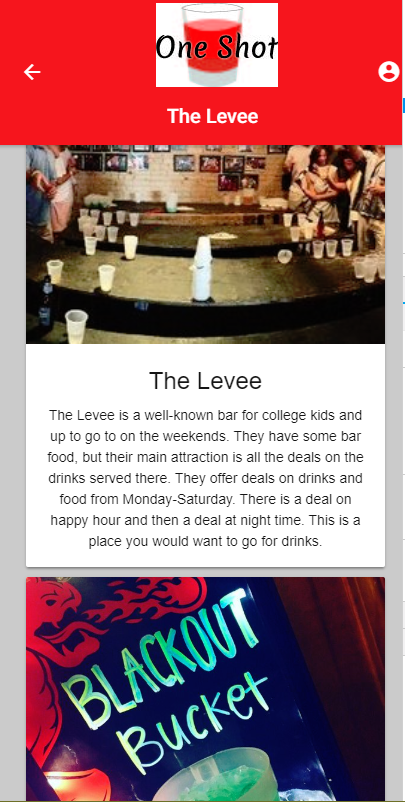 One Shot
The Levee
The Levee
The Levee is a well-known bar for college kids and
up to go to on the weekends. They have some bar
food, but their main attraction is all the deals on the
drinks served there. They offer deals on drinks and
food from Monday-Saturday. There is a deal on
happy hour and then a deal at night time. This is a
place you would want to go for drinks.
BLACKOUT
Bucket